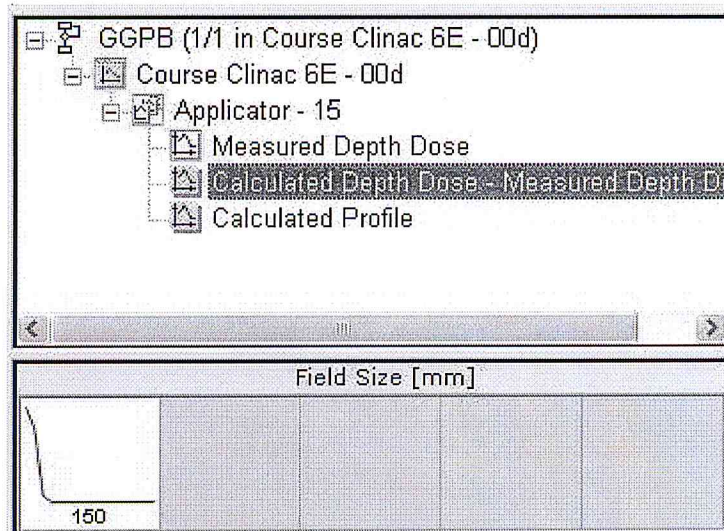 GGPB (1/1 in Course Clinac 6E - 00d)
Course Clinac 6E - 00d
Applicator - 15
Measured Depth Dose
Calculated Depth Dose - Measured Depth D
Calculated Profile
Field Size [mm]
150